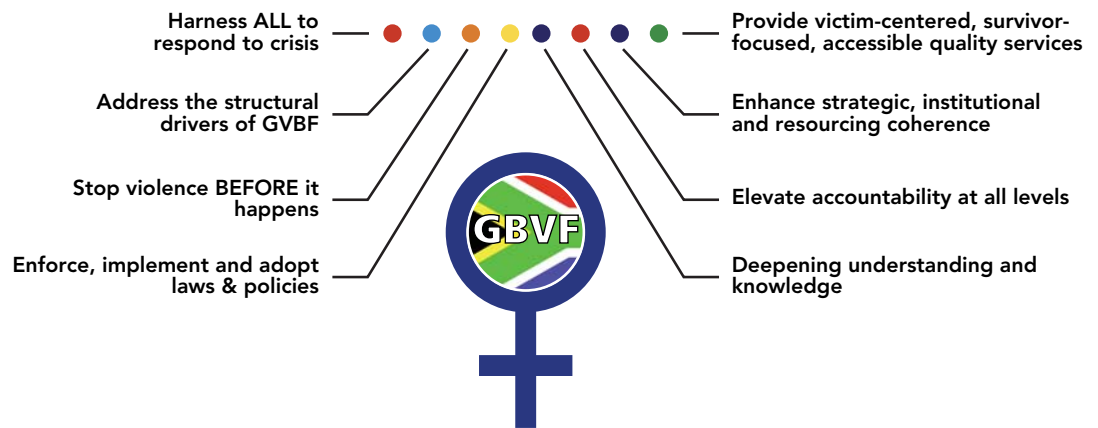 Harness ALL to
respond to crisis
Address the structural
drivers of GVBF
Stop violence BEFORE it
happens
Enforce, implement and adopt
laws & policies
Provide victim-centered, survivor-
focused, accessible quality services
Enhance strategic, institutional
and resourcing coherence
Elevate accountability at all levels
Deepening understanding and
knowledge
GBVF